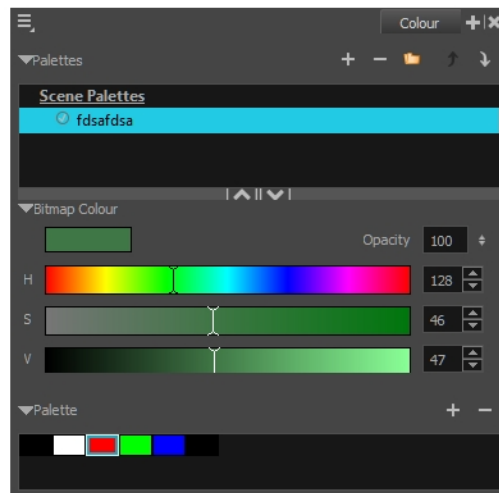 Colour
Palettes
Scene Palettes
fdsafdsa
Bitmap Colour
Opacity 100
H 128
S 46
V 47
Palette